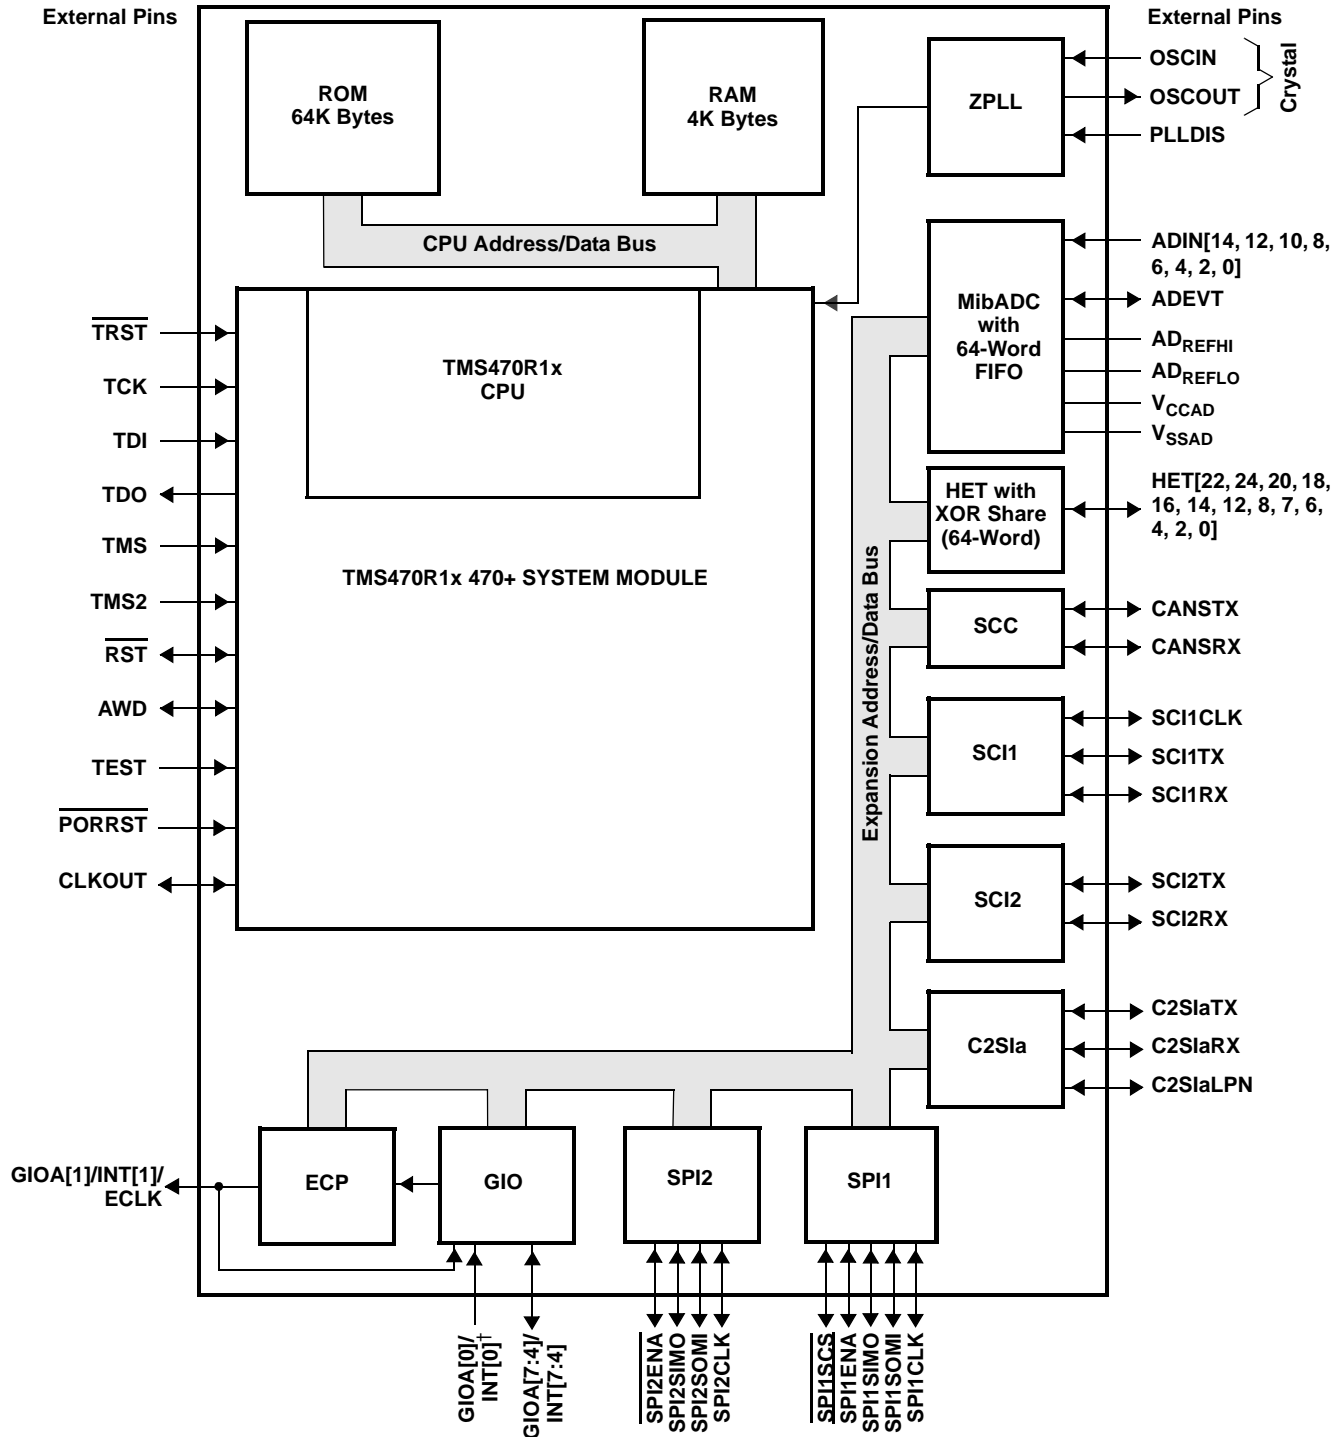 External Pins
External Pins
ROM
64K Bytes
RAM
4K Bytes
ZPLL
OSCIN
OSCOUT
PLLDIS
Crystal
CPU Address/Data Bus
TMS470R1x
CPU
TMS470R1x 470+ SYSTEM MODULE
TRST
TCK
TDI
TDO
TMS
TMS2
RST
AWD
TEST
PORRST
CLKOUT
MibADC
with
64-Word
FIFO
ADIN[14, 12, 10, 8,
6, 4, 2, 0]
ADEVT
ADREFHI
ADREFLO
VCCAD
VSSAD
HET with
XOR Share
(64-Word)
HET[22, 24, 20, 18,
16, 14, 12, 8, 7, 6,
4, 2, 0]
Expansion Address/Data Bus
SCC
CANSTX
CANSRX
SCI1
SCI1CLK
SCI1TX
SCI1RX
SCI2
SCI2TX
SCI2RX
C2SIa
C2SIaTX
C2SIaRX
C2SIaLPN
GIOA[1]/INT[1]/
ECLK
ECP
GIO
SPI2
SPI1
GIOA[0]/
INT[0]†
GIOA[7:4]/
INT[7:4]
SPI2ENA
SPI2SIMO
SPI2SOMI
SPI2CLK
SPI1SCS
SPI1ENA
SPI1SIMO
SPI1SOMI
SPI1CLK